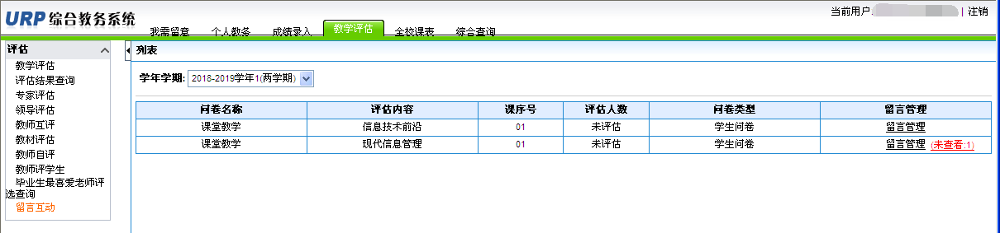 URP 综合教务系统
当前用户: | 注销
我需留意 个人教务 成绩录入 教学评估 全校课表 综合查询
评估
教学评估
评估结果查询
专家评估
领导评估
教师互评
教材评估
教师自评
教师评学生
毕业生最喜爱老师评
选查询
留言互动
列表
学年学期: 2018-2019学年1(两学期)
问卷名称 评估内容 课序号 评估人数 问卷类型 留言管理
课堂教学 信息技术前沿 01 未评估 学生问卷 留言管理
课堂教学 现代信息管理 01 未评估 学生问卷 留言管理 (未查看:1)